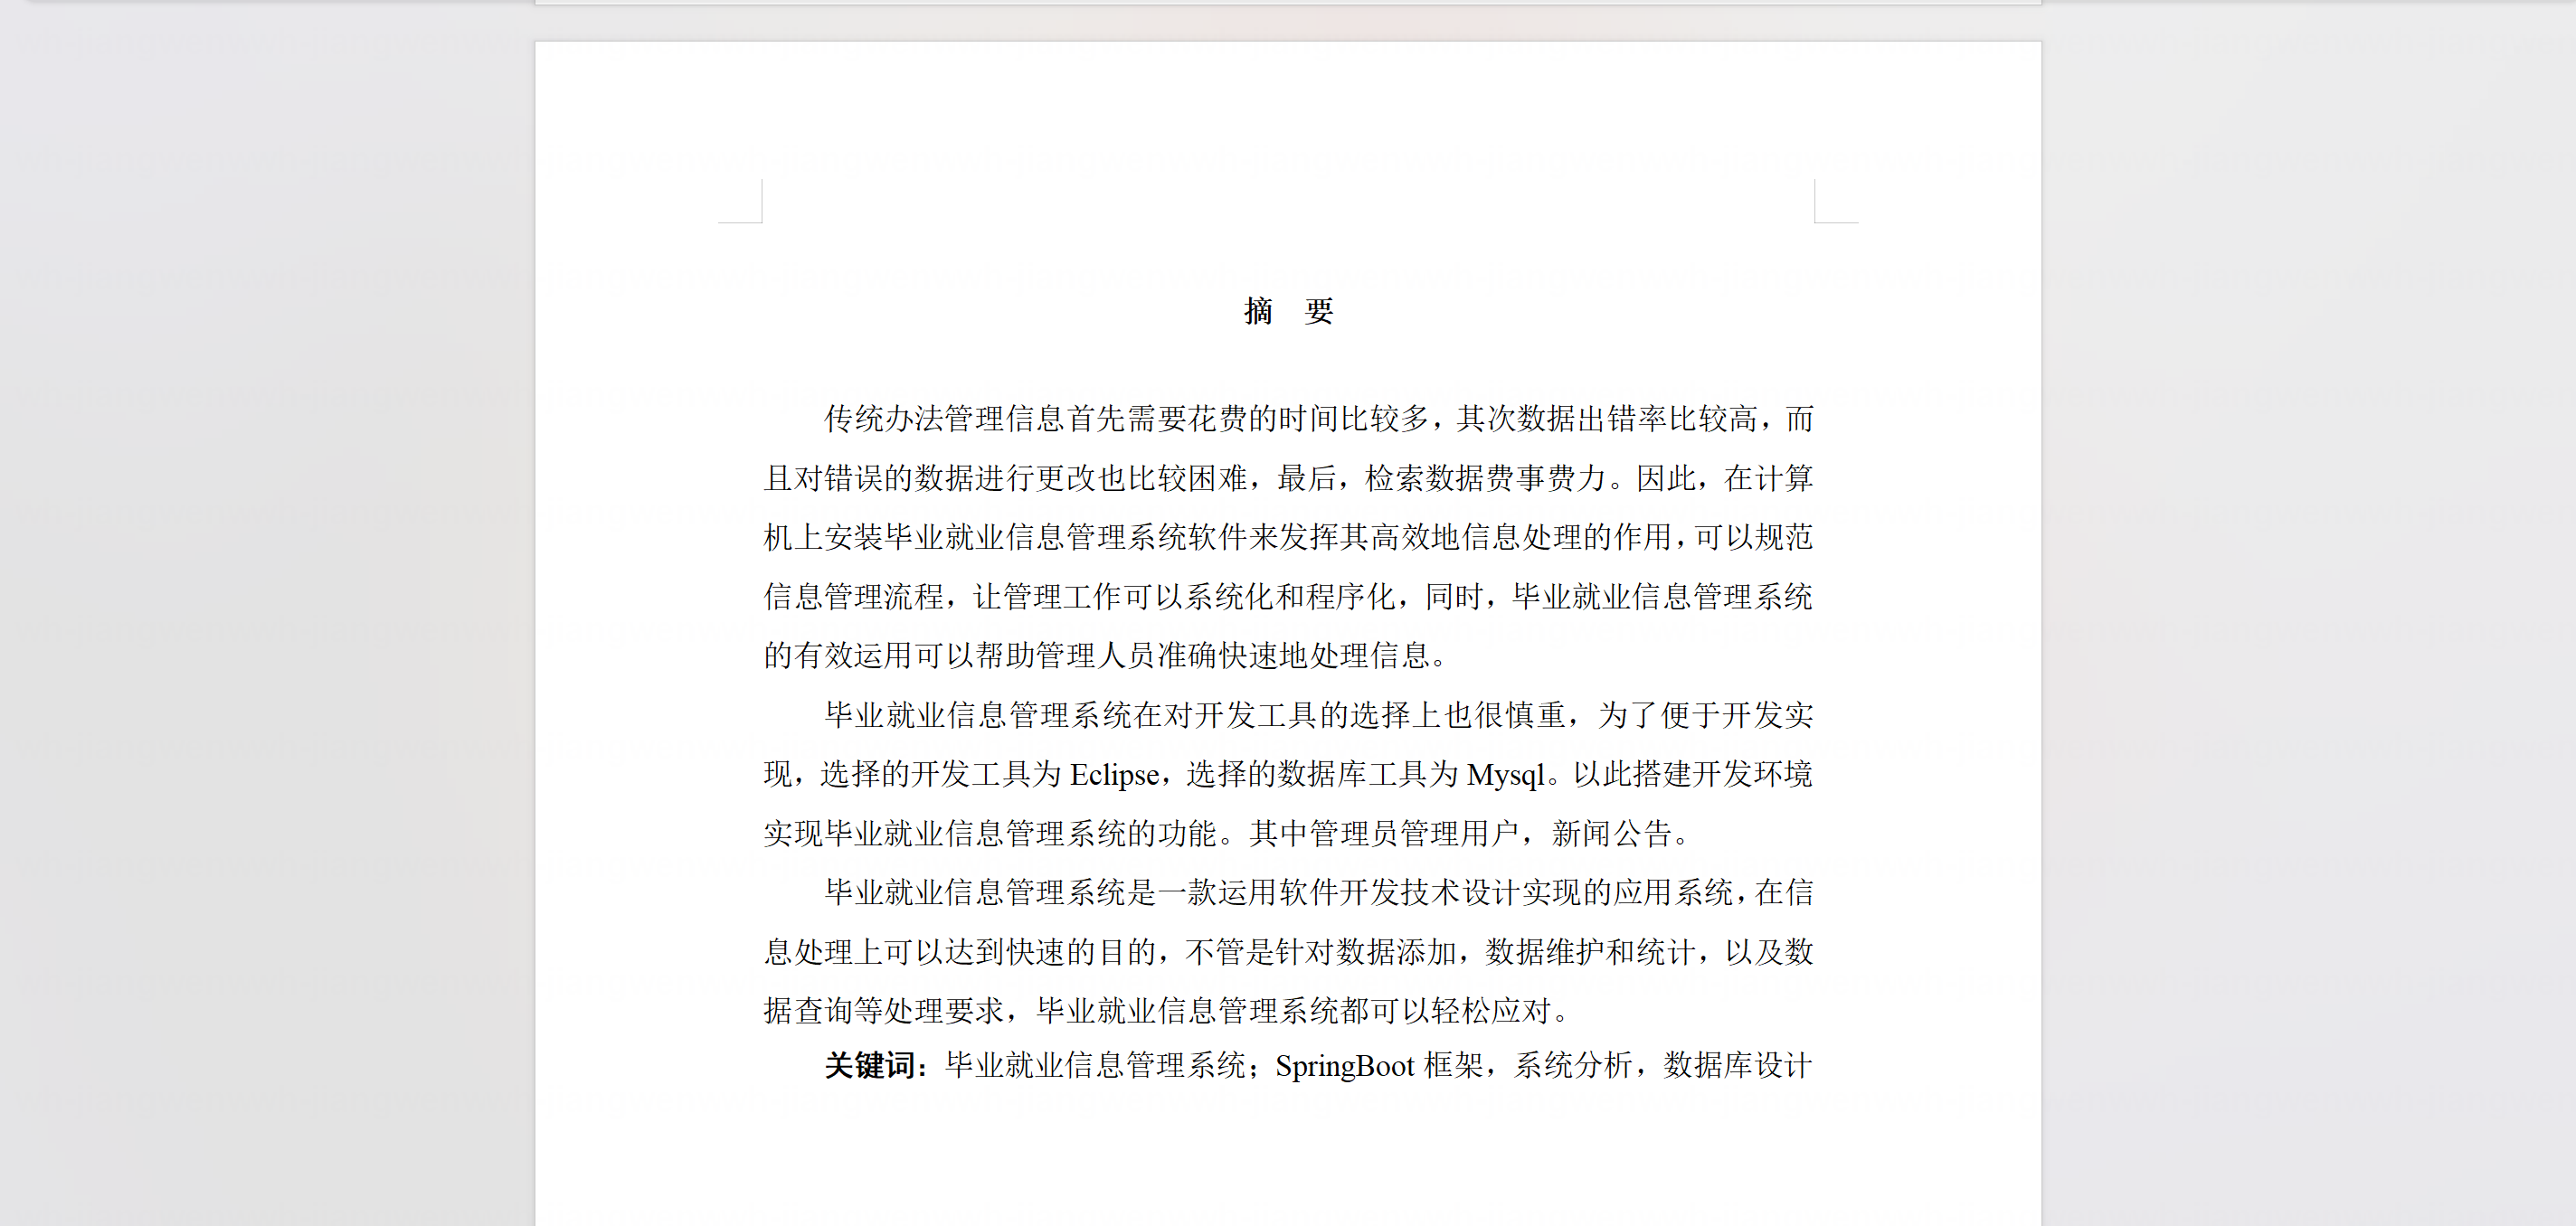 摘 要
传统办法管理信息首先需要花费的时间比较多，其次数据出错率比较高，而
且对错误的数据进行更改也比较困难，最后，检索数据费事费力。因此，在计算
机上安装毕业就业信息管理系统软件来发挥其高效地信息处理的作用，可以规范
信息管理流程，让管理工作可以系统化和程序化，同时，毕业就业信息管理系统
的有效运用可以帮助管理人员准确快速地处理信息。
毕业就业信息管理系统在对开发工具的选择上也很慎重，为了便于开发实
现，选择的开发工具为 Eclipse，选择的数据库工具为 Mysql。以此搭建开发环境
实现毕业就业信息管理系统的功能。其中管理员管理用户，新闻公告。
毕业就业信息管理系统是一款运用软件开发技术设计实现的应用系统，在信
息处理上可以达到快速的目的，不管是针对数据添加，数据维护和统计，以及数
据查询等处理要求，毕业就业信息管理系统都可以轻松应对。
关键词：毕业就业信息管理系统；SpringBoot 框架，系统分析，数据库设计